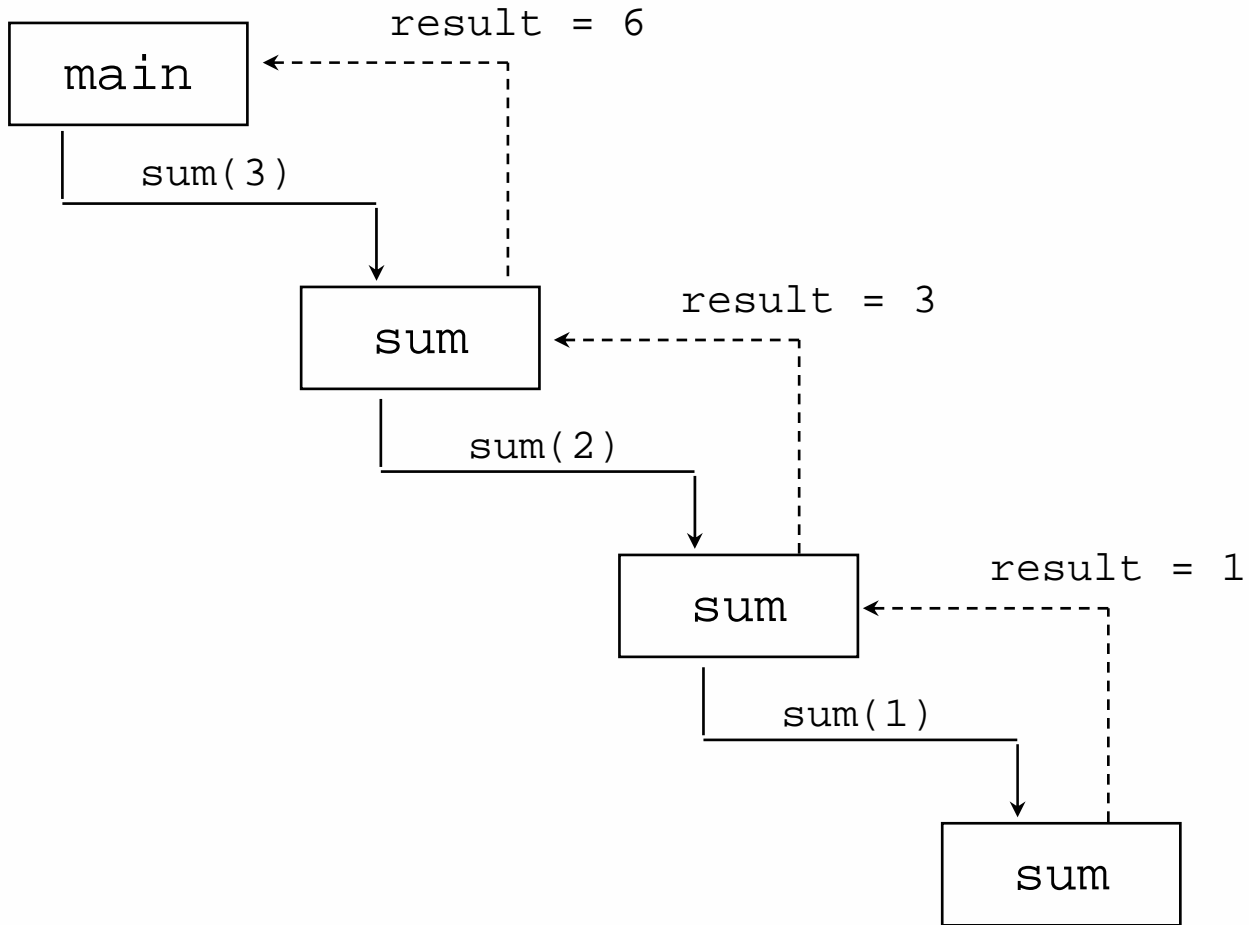 result = 6
main
sum(3)
result = 3
sum
sum(2)
result = 1
sum
sum(1)
sum